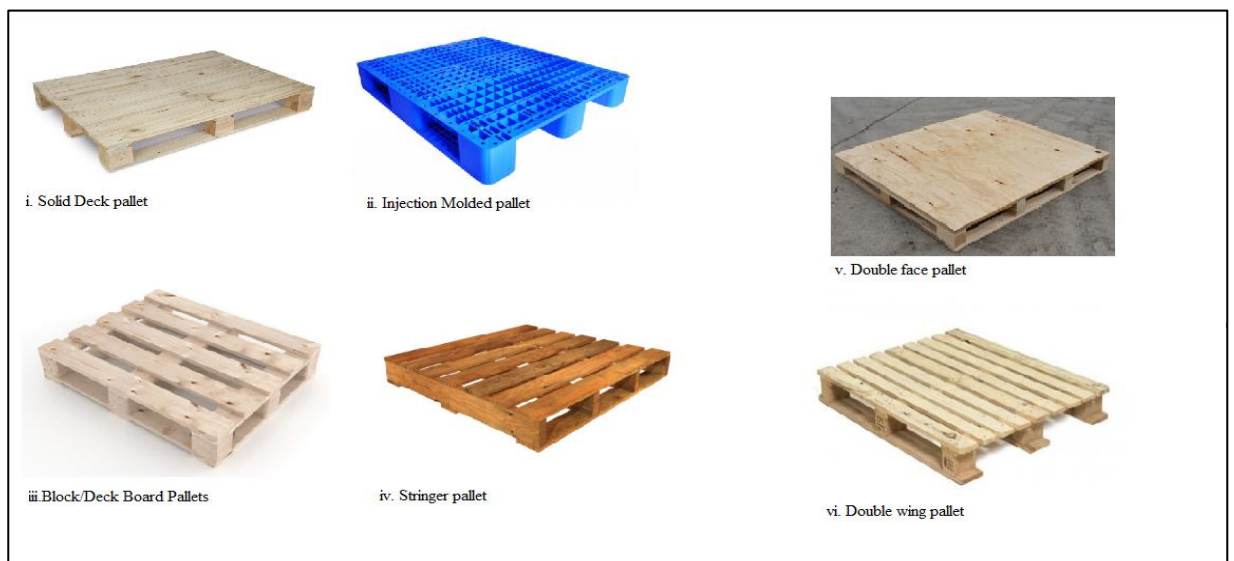 i. Solid Deck pallet
ii. Injection Molded pallet
v. Double face pallet
iii.Block/Deck Board Pallets
iv. Stringer pallet
vi. Double wing pallet